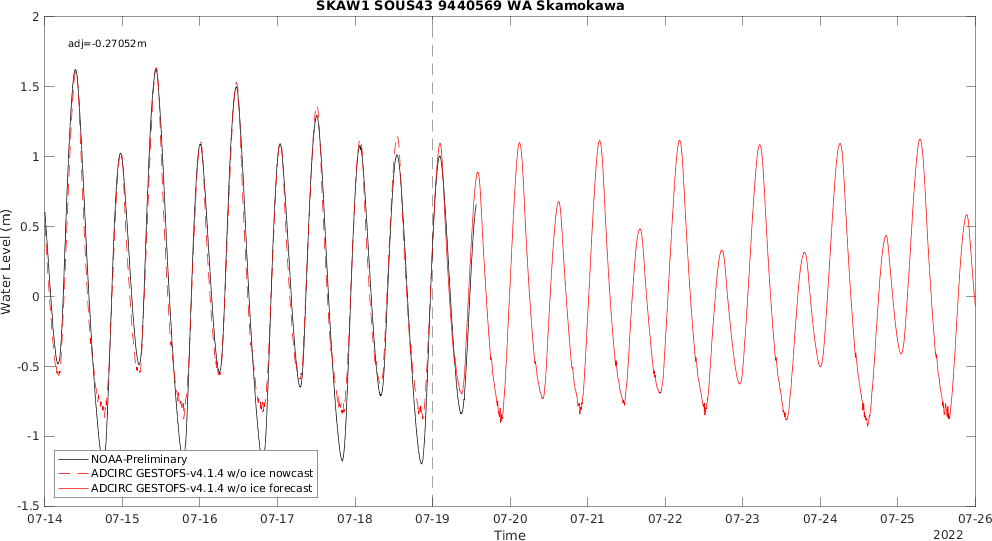 SKAW1 SOUS43 9440569 WA Skamokawa
adj=-0.27052m
2
1.5
1
0.5
0
-0.5
-1
-1.5
Water Level (m)
NOAA-Preliminary
ADCIRC GESTOFS-v4.1.4 w/o ice nowcast
ADCIRC GESTOFS-v4.1.4 w/o ice forecast
07-14 07-15 07-16 07-17 07-18 07-19 07-20 07-21 07-22 07-23 07-24 07-25 07-26
Time
2022